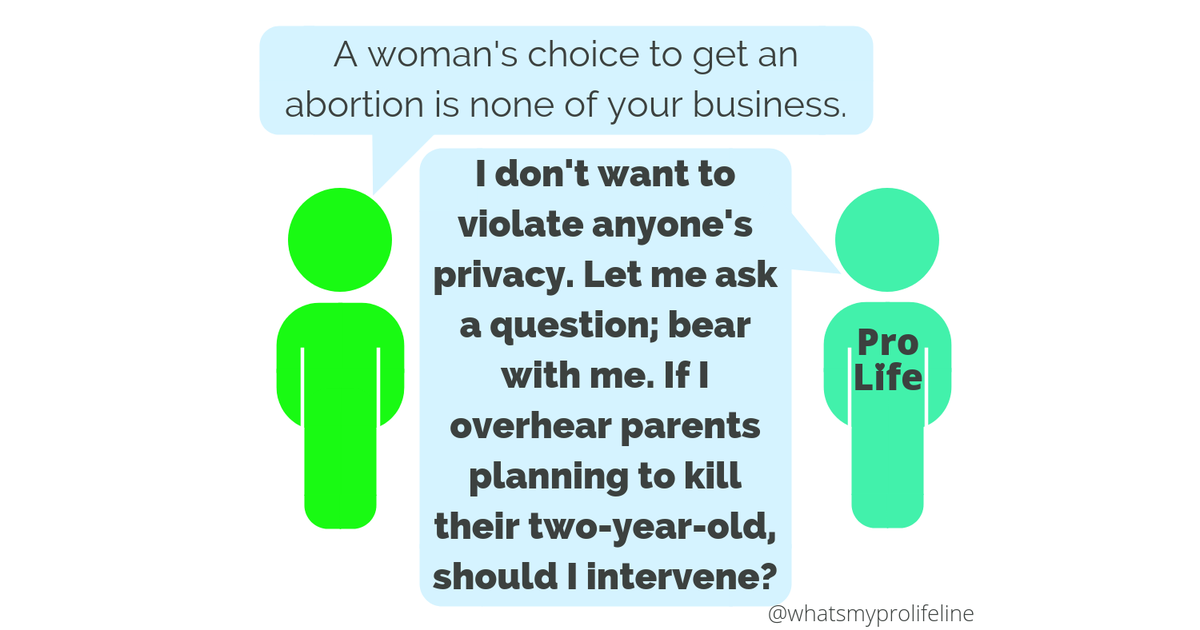 A woman's choice to get an
abortion is none of your business.
I don't want to
violate anyone's
privacy. Let me ask
a question; bear
with me. If I
overhear parents
planning to kill
their two-year-old,
should I intervene?
Pro
Life
@whatsmyprolifeline